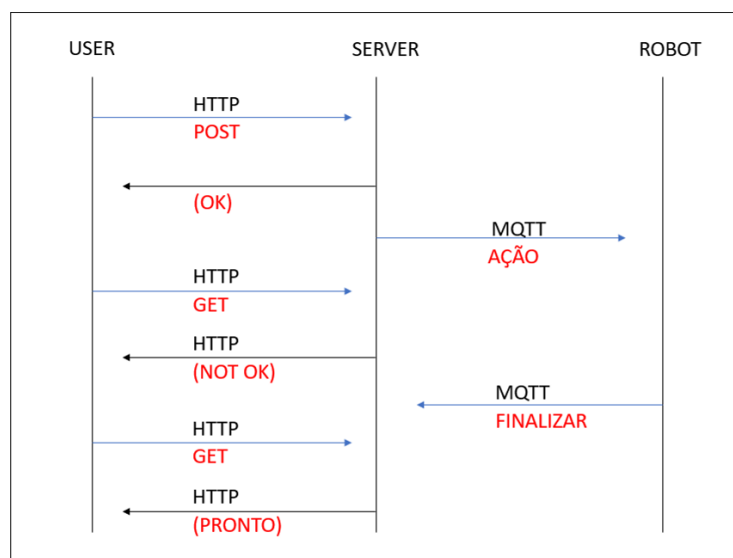 USER SERVER ROBOT
HTTP
POST
(OK)
MQTT
AÇÃO
HTTP
GET
HTTP
(NOT OK)
MQTT
FINALIZAR
HTTP
GET
HTTP
(PRONTO)